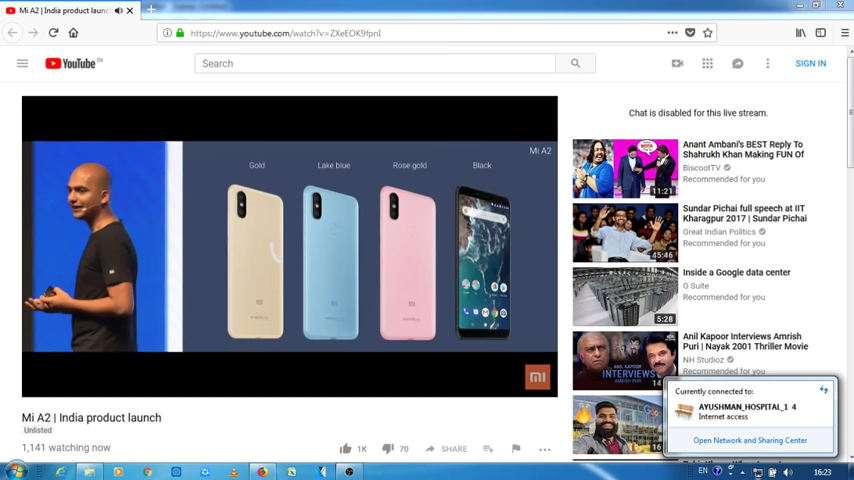 Mi A2 | India product launch
https://www.youtube.com/watch?v=ZXeEOK9fpnI
YouTube IN
Search
SIGN IN
Mi A2
Gold
Lake blue
Rose gold
Black
mi
Mi A2 | India product launch
Unlisted
1,141 watching now
1K
70
SHARE
Chat is disabled for this live stream.
Anant Ambani's BEST Reply To
Shahrukh Khan Making FUN Of
BiscootTV
Recommended for you
11:21
Sundar Pichai full speech at IIT
Kharagpur 2017 | Sundar Pichai
Great Indian Politics
Recommended for you
45:46
Inside a Google data center
G Suite
Recommended for you
5:28
Anil Kapoor Interviews Amrish
Puri | Nayak 2001 Thriller Movie
NH Studioz
Recommended for you
INTERVIEWS
Currently connected to:
AYUSHMAN_HOSPITAL_1 4
Internet access
Open Network and Sharing Center
EN
16:23